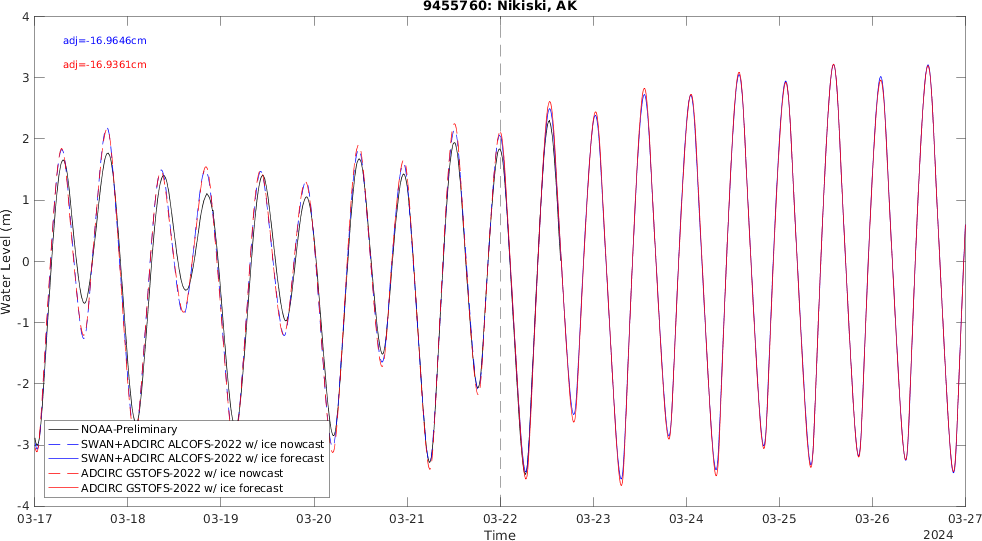 9455760: Nikiski, AK
adj=-16.9646cm
adj=-16.9361cm
Water Level (m)
4
3
2
1
0
-1
-2
-3
-4
NOAA-Preliminary
SWAN+ADCIRC ALCOFS-2022 w/ ice nowcast
SWAN+ADCIRC ALCOFS-2022 w/ ice forecast
ADCIRC GSTOFS-2022 w/ ice nowcast
ADCIRC GSTOFS-2022 w/ ice forecast
03-17 03-18 03-19 03-20 03-21 03-22 03-23 03-24 03-25 03-26 03-27
Time
2024